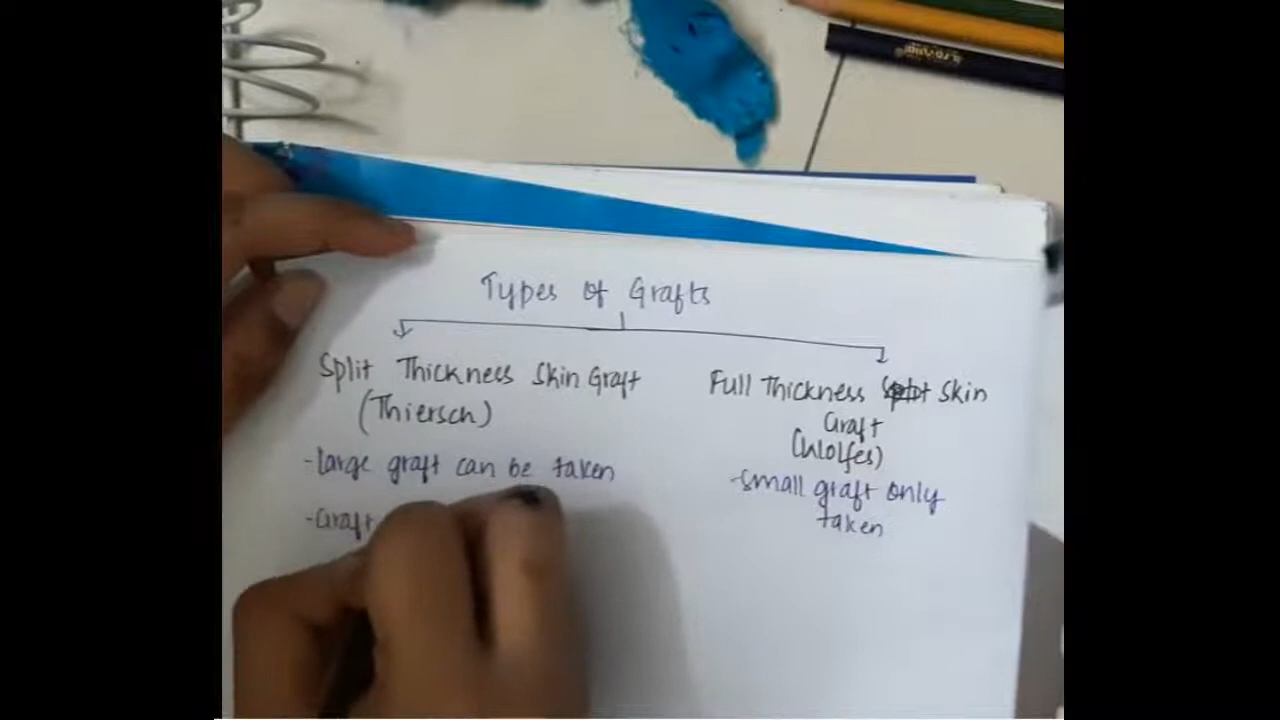 Types of Grafts
Split Thickness Skin Graft
(Thiersch)
-large graft can be taken
-Graft
Full Thickness Skin
Graft
(Wolfes)
-small graft only
taken